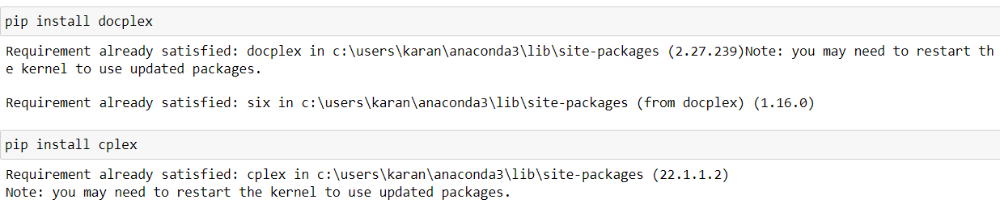 pip install docplex
Requirement already satisfied: docplex in c:\users\karan\anaconda3\lib\site-packages (2.27.239)Note: you may need to restart th
e kernel to use updated packages.
Requirement already satisfied: six in c:\users\karan\anaconda3\lib\site-packages (from docplex) (1.16.0)
pip install cplex
Requirement already satisfied: cplex in c:\users\karan\anaconda3\lib\site-packages (22.1.1.2)
Note: you may need to restart the kernel to use updated packages.